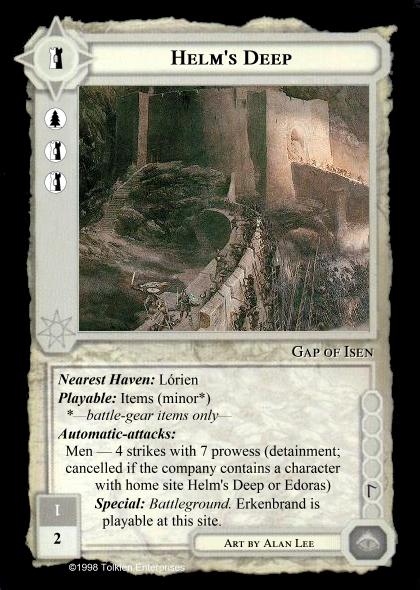 HELM'S DEEP
GAP OF ISEN
Nearest Haven: Lórien
Playable: Items (minor*)
*—battle-gear items only—
Automatic-attacks:
Men — 4 strikes with 7 prowess (detainment;
cancelled if the company contains a character
with home site Helm's Deep or Edoras)
Special: Battleground. Erkenbrand is
playable at this site.
I
2
ART BY ALAN LEE
©1998 Tolkien Enterprises